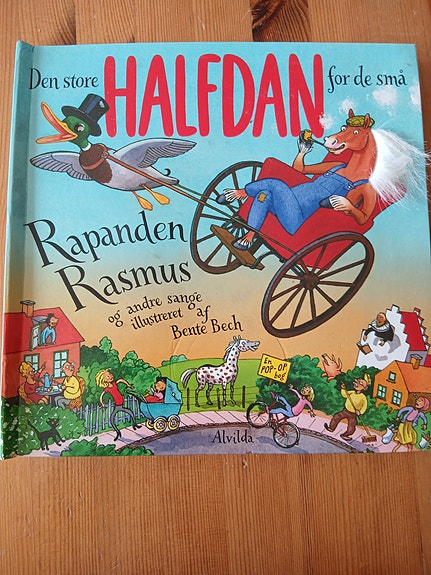 Den store HALFDAN for de små
Rapanden
Rasmus
og andre sange
illustreret af
Bente Bech
En
POP-OP
bog
Alvilda